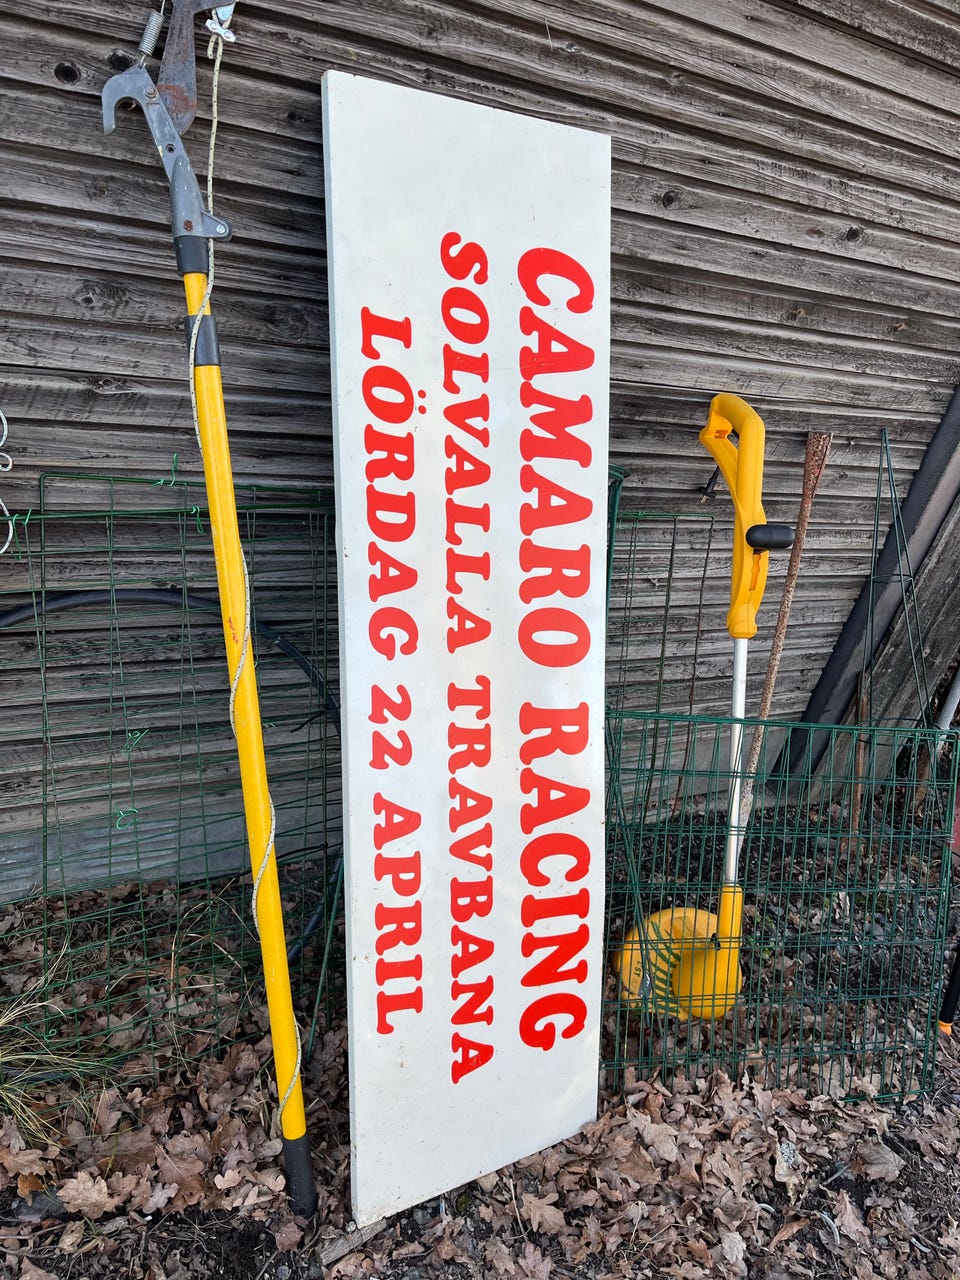 CAMARO RACING
SOLVALLA TRAVBANA
LÖRDAG 22 APRIL